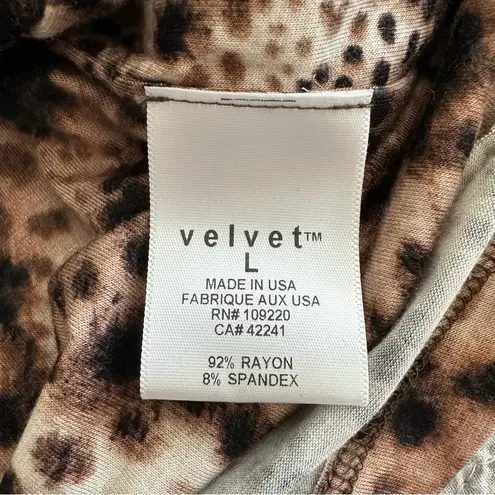 velvet™
L
MADE IN USA
FABRIQUE AUX USA
RN# 109220
CA# 42241
92% RAYON
8% SPANDEX